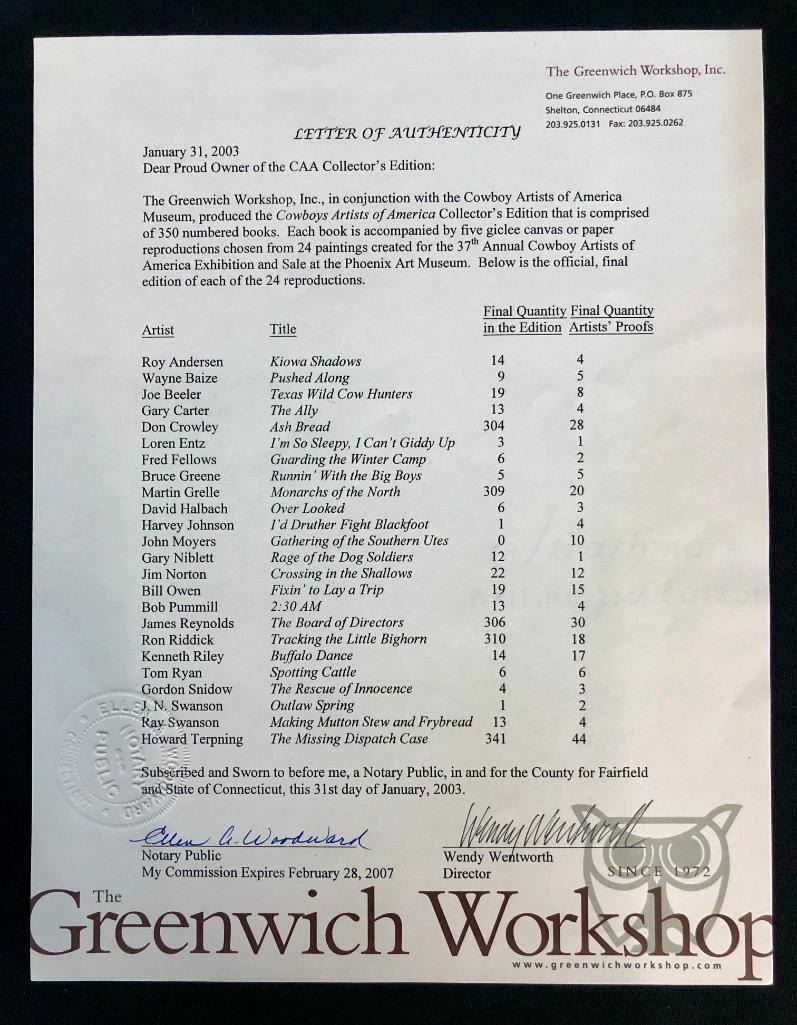 The Greenwich Workshop, Inc.
One Greenwich Place, P.O. Box 875
Shelton, Connecticut 06484
203.925.0131 Fax: 203.925.0262
LETTER OF AUTHENTICITY
January 31, 2003
Dear Proud Owner of the CAA Collector's Edition:
The Greenwich Workshop, Inc., in conjunction with the Cowboy Artists of America
Museum, produced the Cowboys Artists of America Collector's Edition that is comprised
of 350 numbered books. Each book is accompanied by five giclee canvas or paper
reproductions chosen from 24 paintings created for the 37th Annual Cowboy Artists of
America Exhibition and Sale at the Phoenix Art Museum. Below is the official, final
edition of each of the 24 reproductions.
Final Quantity Final Quantity
Artist Title in the Edition Artists' Proofs
Roy Andersen Kiowa Shadows 14 4
Wayne Baize Pushed Along 9 5
Joe Beeler Texas Wild Cow Hunters 19 8
Gary Carter The Ally 13 4
Don Crowley Ash Bread 304 28
Loren Entz I'm So Sleepy, I Can't Giddy Up 3 1
Fred Fellows Guarding the Winter Camp 6 2
Bruce Greene Runnin' With the Big Boys 5 5
Martin Grelle Monarchs of the North 309 20
David Halbach Over Looked 6 3
Harvey Johnson I'd Druther Fight Blackfoot 1 4
John Moyers Gathering of the Southern Utes 0 10
Gary Niblett Rage of the Dog Soldiers 12 1
Jim Norton Crossing in the Shallows 22 12
Bill Owen Fixin' to Lay a Trip 19 15
Bob Pummill 2:30 AM 13 4
James Reynolds The Board of Directors 306 30
Ron Riddick Tracking the Little Bighorn 310 18
Kenneth Riley Buffalo Dance 14 17
Tom Ryan Spotting Cattle 6 6
Gordon Snidow The Rescue of Innocence 4 3
J. N. Swanson Outlaw Spring 1 2
Ray Swanson Making Mutton Stew and Frybread 13 4
Howard Terpning The Missing Dispatch Case 341 44
NOTARY
PUBLIC
Subscribed and Sworn to before me, a Notary Public, in and for the County for Fairfield
and State of Connecticut, this 31st day of January, 2003.
Ellen G. Woodward Wendy Wentworth
Notary Public Wendy Wentworth
My Commission Expires February 28, 2007 Director
SINCE 1972
The
Greenwich Workshop
www.greenwichworkshop.com